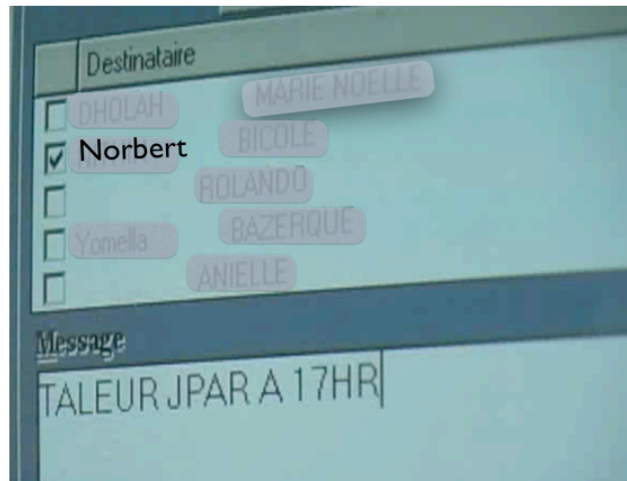 Destinataire
DHOLAH MARIE NOELLE
Norbert BICOLE
ROLANDO
Yomella BAZERQUE
ANIELLE
Message
TALEUR JPAR A 17HR